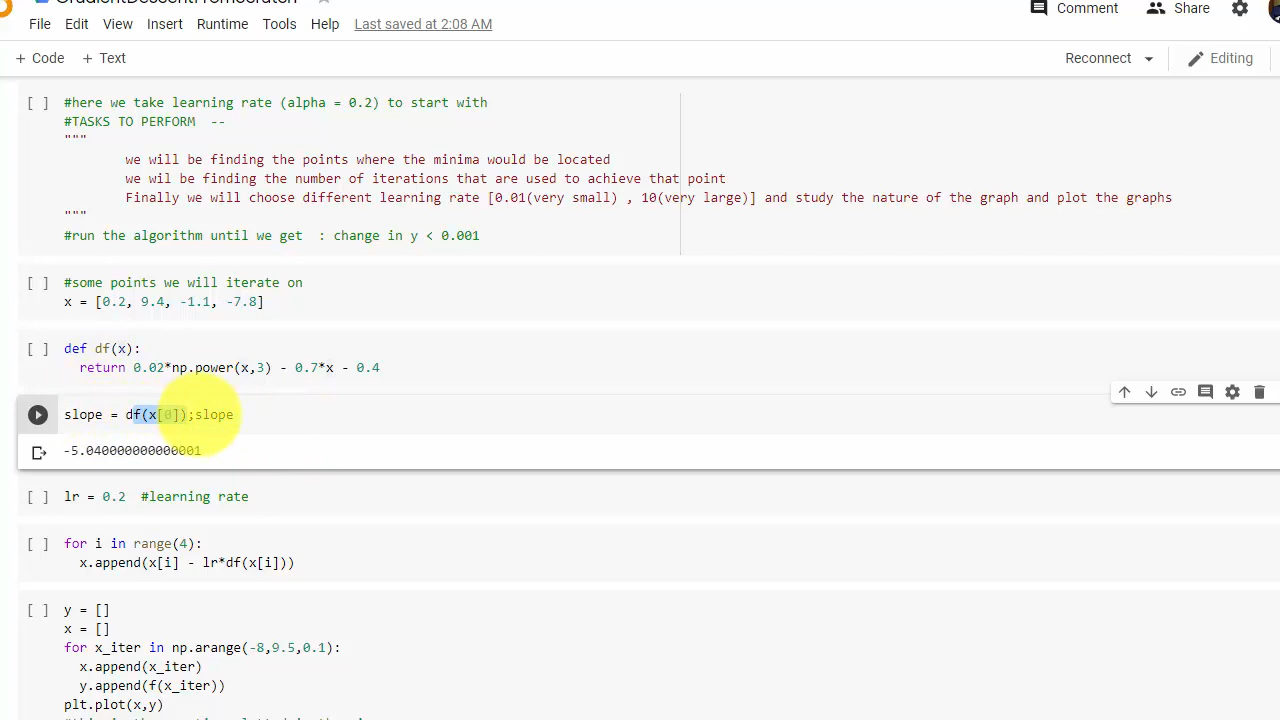 GradientDescentFromScratch
File Edit View Insert Runtime Tools Help Last saved at 2:08 AM
Comment Share
+ Code + Text
Reconnect Editing
[ ] #here we take learning rate (alpha = 0.2) to start with
#TASKS TO PERFORM --
"""
we will be finding the points where the minima would be located
we wil be finding the number of iterations that are used to achieve that point
Finally we will choose different learning rate [0.01(very small) , 10(very large)] and study the nature of the graph and plot the graphs
"""
#run the algorithm until we get : change in y < 0.001
[ ] #some points we will iterate on
x = [0.2, 9.4, -1.1, -7.8]
[ ] def df(x):
return 0.02*np.power(x,3) - 0.7*x - 0.4
slope = df(x[0]);slope
-5.040000000000001
[ ] lr = 0.2 #learning rate
[ ] for i in range(4):
x.append(x[i] - lr*df(x[i]))
[ ] y = []
x = []
for x_iter in np.arange(-8,9.5,0.1):
x.append(x_iter)
y.append(f(x_iter))
plt.plot(x,y)